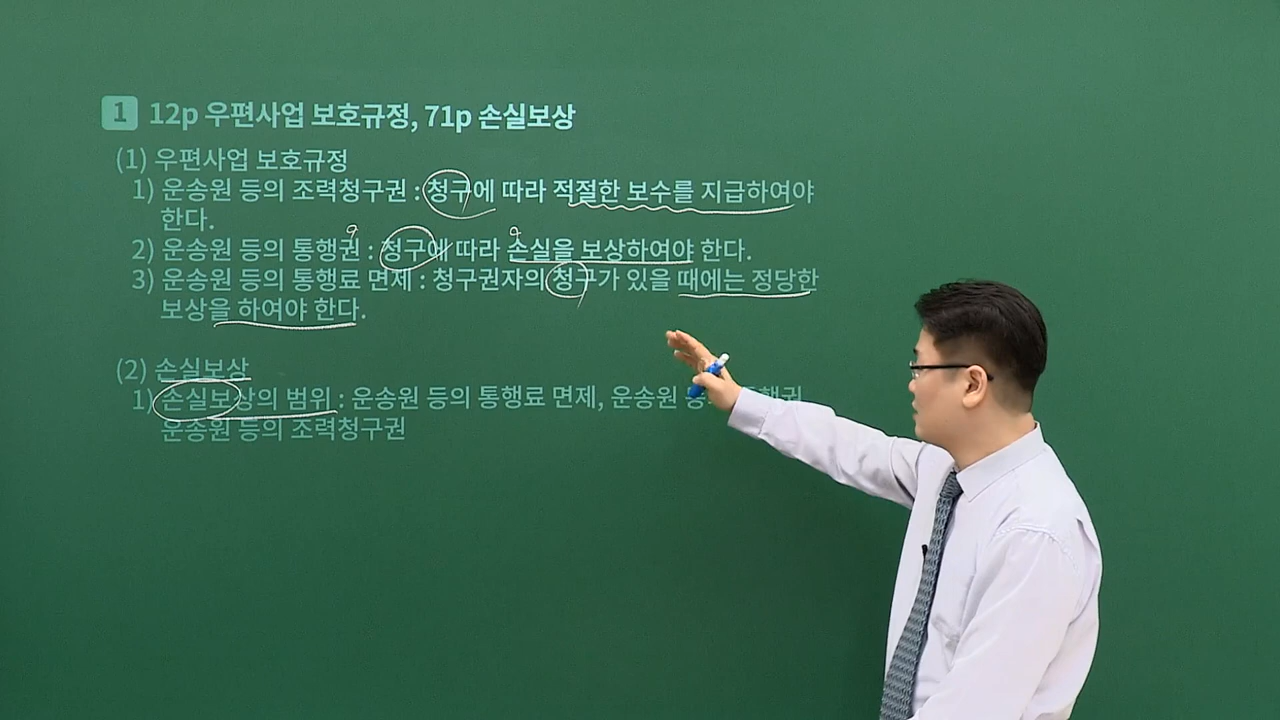 1 12p 우편사업 보호규정, 71p 손실보상
(1) 우편사업 보호규정
1) 운송원 등의 조력청구권 : 청구에 따라 적절한 보수를 지급하여야
한다.
2) 운송원 등의 통행권 : 청구에 따라 손실을 보상하여야 한다.
3) 운송원 등의 통행료 면제 : 청구권자의 청구가 있을 때에는 정당한
보상을 하여야 한다.
(2) 손실보상
1) 손실보상의 범위 : 운송원 등의 통행료 면제, 운송원
운송원 등의 조력청구권